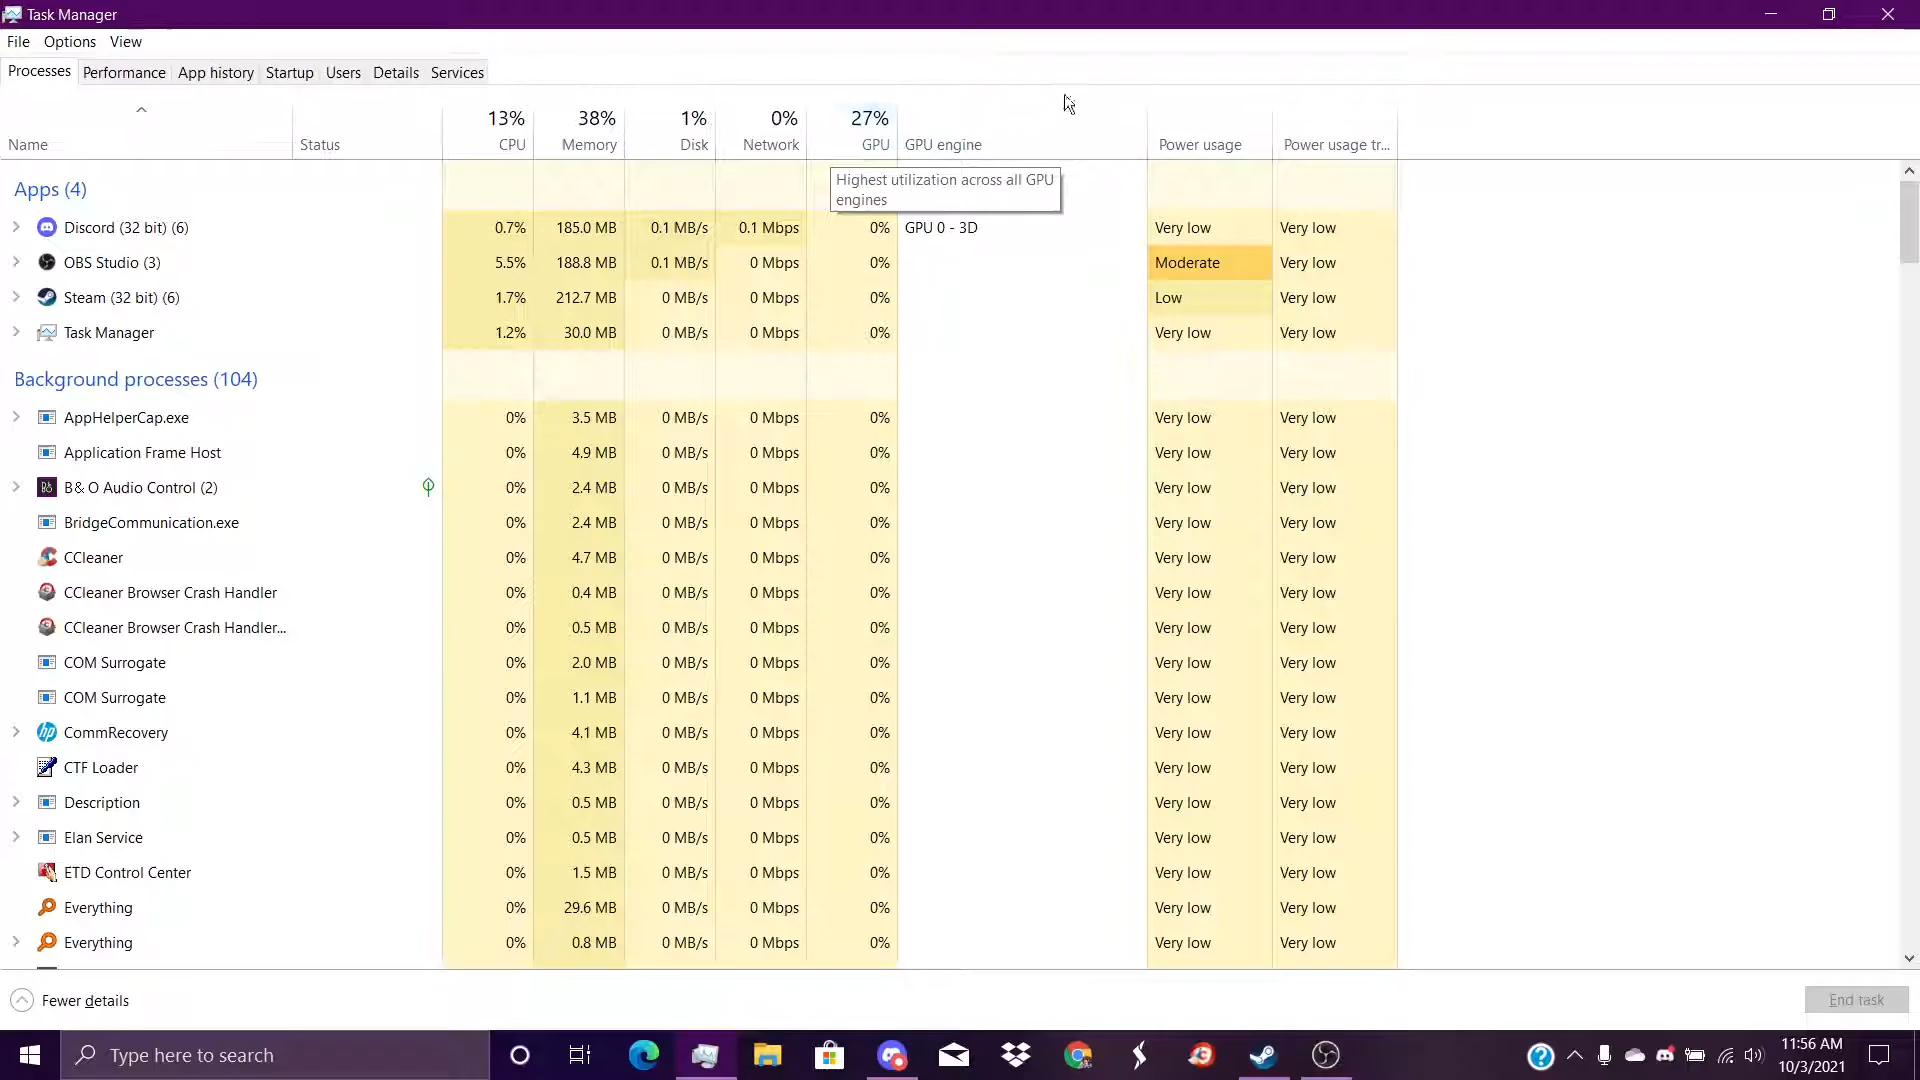 Task Manager
File Options View
Processes Performance App history Startup Users Details Services
13% 38% 1% 0% 27%
Name Status CPU Memory Disk Network GPU GPU engine Power usage Power usage tr...
Highest utilization across all GPU
engines
Apps (4)
Discord (32 bit) (6) 0.7% 185.0 MB 0.1 MB/s 0.1 Mbps 0% GPU 0 - 3D Very low Very low
OBS Studio (3) 5.5% 188.8 MB 0.1 MB/s 0 Mbps 0% Moderate Very low
Steam (32 bit) (6) 1.7% 212.7 MB 0 MB/s 0 Mbps 0% Low Very low
Task Manager 1.2% 30.0 MB 0 MB/s 0 Mbps 0% Very low Very low
Background processes (104)
AppHelperCap.exe 0% 3.5 MB 0 MB/s 0 Mbps 0% Very low Very low
Application Frame Host 0% 4.9 MB 0 MB/s 0 Mbps 0% Very low Very low
B&O Audio Control (2) 0% 2.4 MB 0 MB/s 0 Mbps 0% Very low Very low
BridgeCommunication.exe 0% 2.4 MB 0 MB/s 0 Mbps 0% Very low Very low
CCleaner 0% 4.7 MB 0 MB/s 0 Mbps 0% Very low Very low
CCleaner Browser Crash Handler 0% 0.4 MB 0 MB/s 0 Mbps 0% Very low Very low
CCleaner Browser Crash Handler... 0% 0.5 MB 0 MB/s 0 Mbps 0% Very low Very low
COM Surrogate 0% 2.0 MB 0 MB/s 0 Mbps 0% Very low Very low
COM Surrogate 0% 1.1 MB 0 MB/s 0 Mbps 0% Very low Very low
CommRecovery 0% 4.1 MB 0 MB/s 0 Mbps 0% Very low Very low
CTF Loader 0% 4.3 MB 0 MB/s 0 Mbps 0% Very low Very low
Description 0% 0.5 MB 0 MB/s 0 Mbps 0% Very low Very low
Elan Service 0% 0.5 MB 0 MB/s 0 Mbps 0% Very low Very low
ETD Control Center 0% 1.5 MB 0 MB/s 0 Mbps 0% Very low Very low
Everything 0% 29.6 MB 0 MB/s 0 Mbps 0% Very low Very low
Everything 0% 0.8 MB 0 MB/s 0 Mbps 0% Very low Very low
Fewer details End task
Type here to search
11:56 AM
10/3/2021